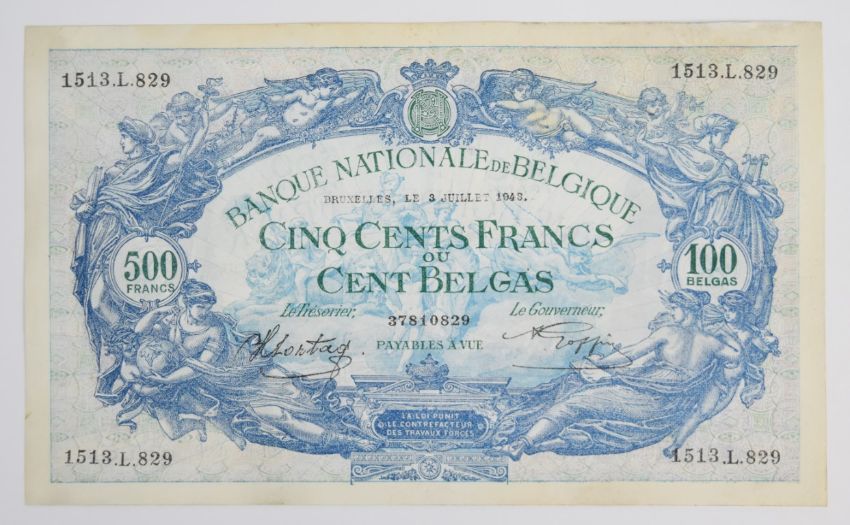 1513.L.829
1513.L.829
BANQUE NATIONALE DE BELGIQUE
BRUXELLES, LE 3 JUILLET 1943.
CINQ CENTS FRANCS
OU
CENT BELGAS
500
FRANCS
100
BELGAS
Le Trésorier,
Le Gouverneur,
37810829
PAYABLES A VUE
LA LOI PUNIT
LE CONTREFACTEUR
DES TRAVAUX FORCÉS
1513.L.829
1513.L.829